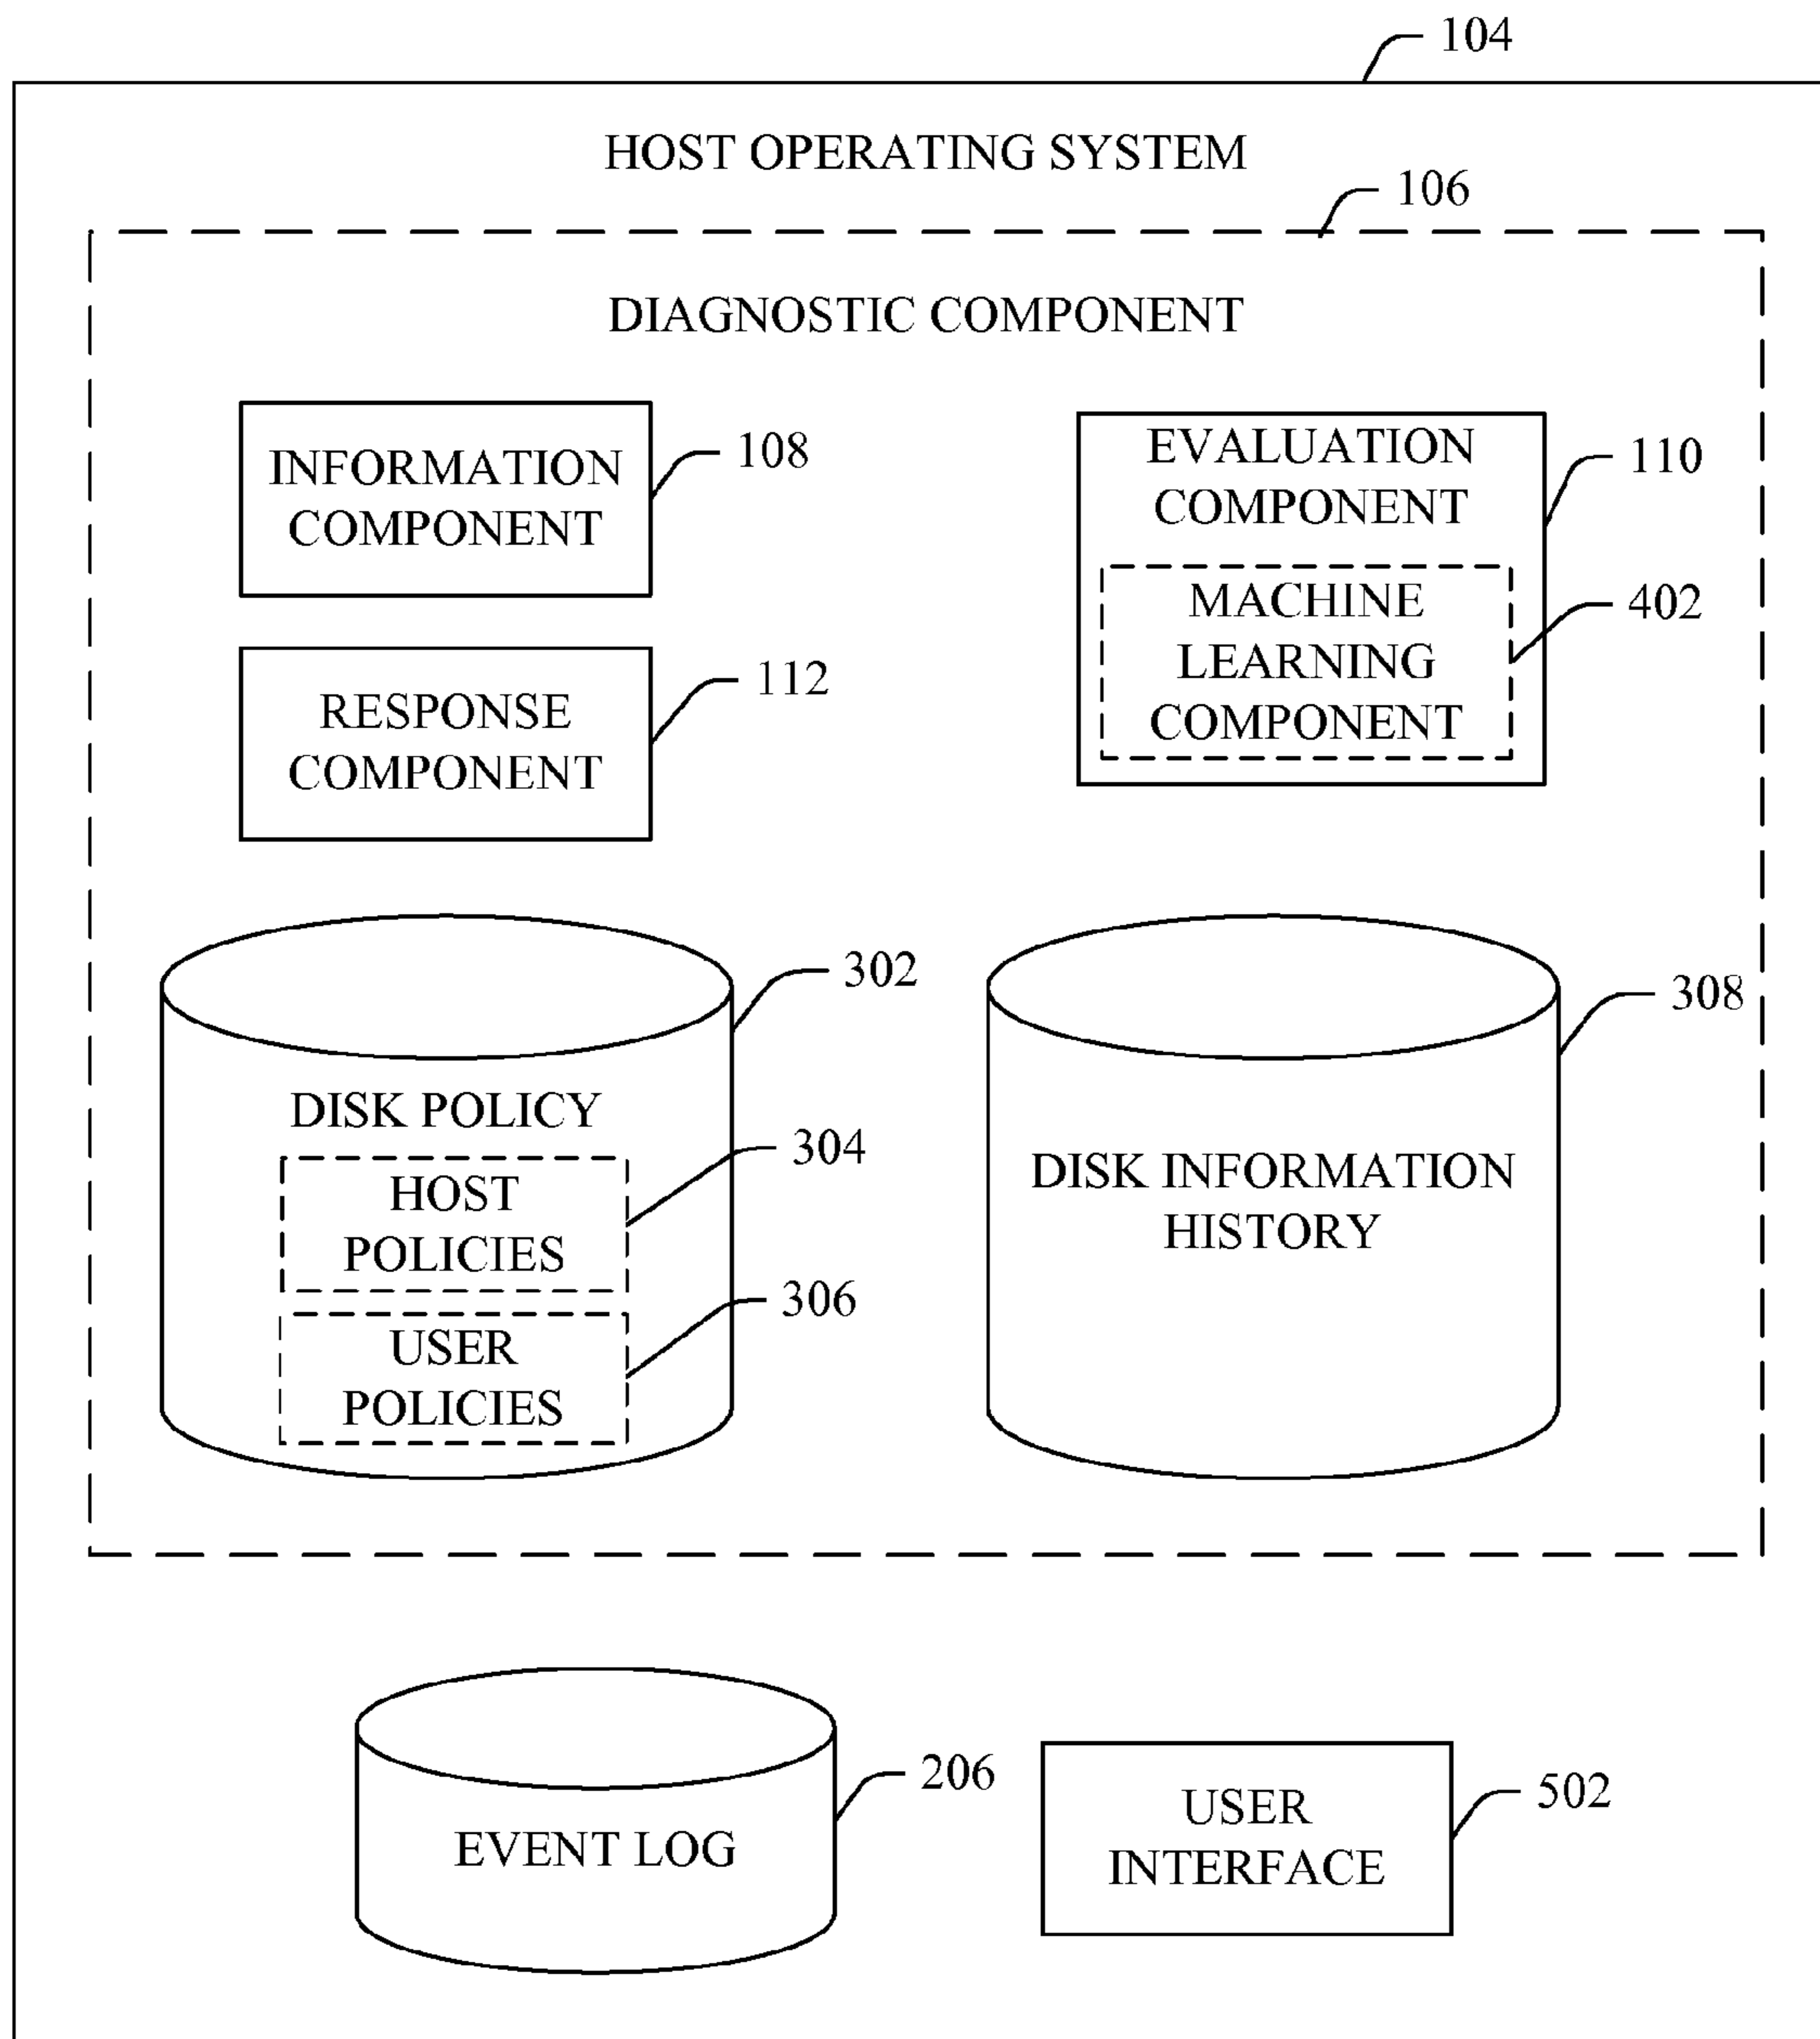 104
HOST OPERATING SYSTEM
106
DIAGNOSTIC COMPONENT
INFORMATION
COMPONENT
108
EVALUATION
COMPONENT
110
MACHINE
LEARNING
COMPONENT
402
RESPONSE
COMPONENT
112
302
DISK POLICY
HOST
POLICIES
304
USER
POLICIES
306
308
DISK INFORMATION
HISTORY
EVENT LOG
206
USER
INTERFACE
502